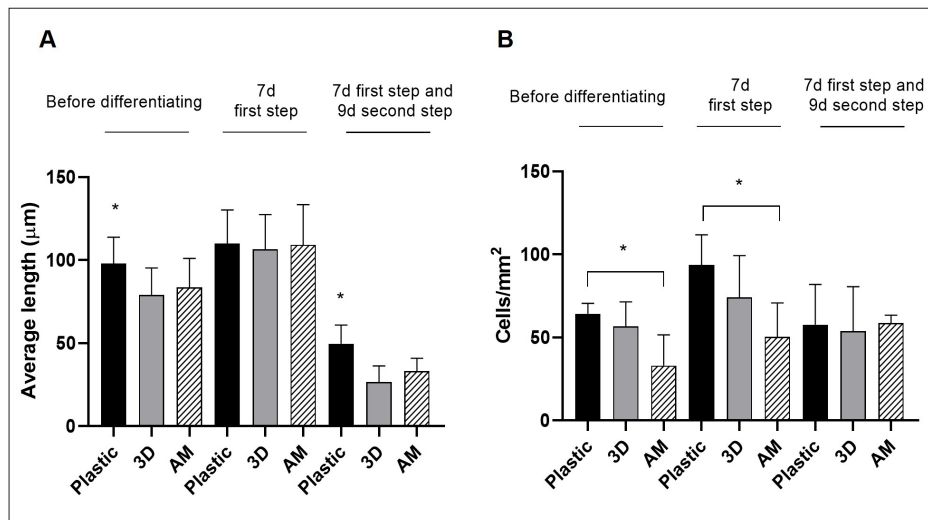 A
Before differentiating
7d
first step
7d first step and
9d second step
Average length (µm)
150
100
50
0
*
*
Plastic
3D
AM
Plastic
3D
AM
Plastic
3D
AM
B
Before differentiating
7d
first step
7d first step and
9d second step
Cells/mm²
150
100
50
0
*
*
Plastic
3D
AM
Plastic
3D
AM
Plastic
3D
AM